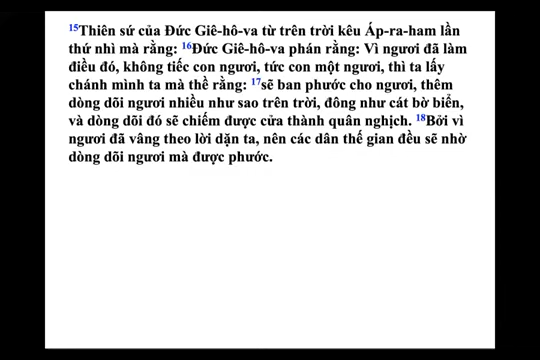 15Thiên sứ của Đức Giê-hô-va từ trên trời kêu Áp-ra-ham lần
thứ nhì mà rằng: 16Đức Giê-hô-va phán rằng: Vì ngươi đã làm
điều đó, không tiếc con ngươi, tức con một ngươi, thì ta lấy
chánh mình ta mà thề rằng: 17sẽ ban phước cho ngươi, thêm
dòng dõi ngươi nhiều như sao trên trời, đông như cát bờ biển,
và dòng dõi đó sẽ chiếm được cửa thành quân nghịch. 18Bởi vì
ngươi đã vâng theo lời dặn ta, nên các dân thế gian đều sẽ nhờ
dòng dõi ngươi mà được phước.